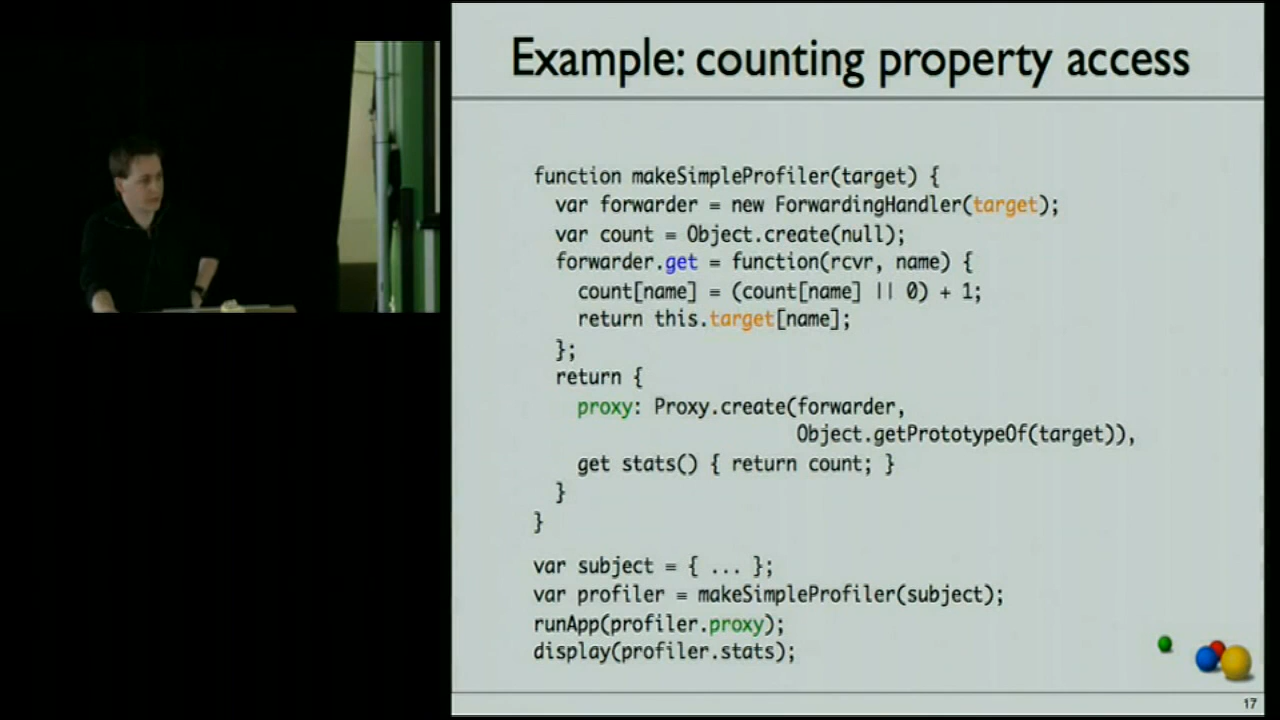 Example: counting property access
function makeSimpleProfiler(target) {
var forwarder = new ForwardingHandler(target);
var count = Object.create(null);
forwarder.get = function(rcvr, name) {
count[name] = (count[name] || 0) + 1;
return this.target[name];
};
return {
proxy: Proxy.create(forwarder,
Object.getPrototypeOf(target)),
get stats() { return count; }
}
}
var subject = { ... };
var profiler = makeSimpleProfiler(subject);
runApp(profiler.proxy);
display(profiler.stats);
17